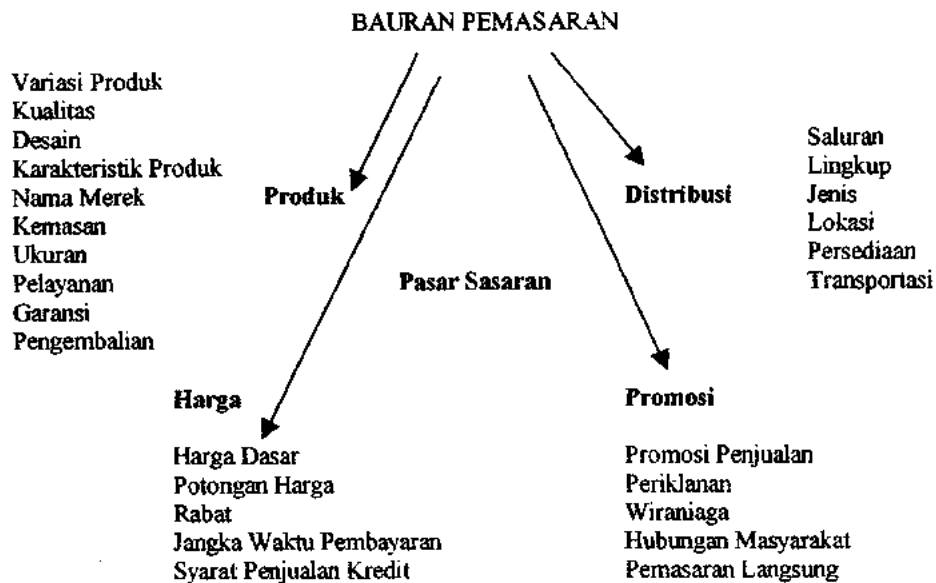 BAURAN PEMASARAN
Variasi Produk
Kualitas
Desain
Karakteristik Produk
Nama Merek
Kemasan
Ukuran
Pelayanan
Garansi
Pengembalian
Produk
Distribusi
Saluran
Lingkup
Jenis
Lokasi
Persediaan
Transportasi
Pasar Sasaran
Harga
Harga Dasar
Potongan Harga
Rabat
Jangka Waktu Pembayaran
Syarat Penjualan Kredit
Promosi
Promosi Penjualan
Periklanan
Wiraniaga
Hubungan Masyarakat
Pemasaran Langsung